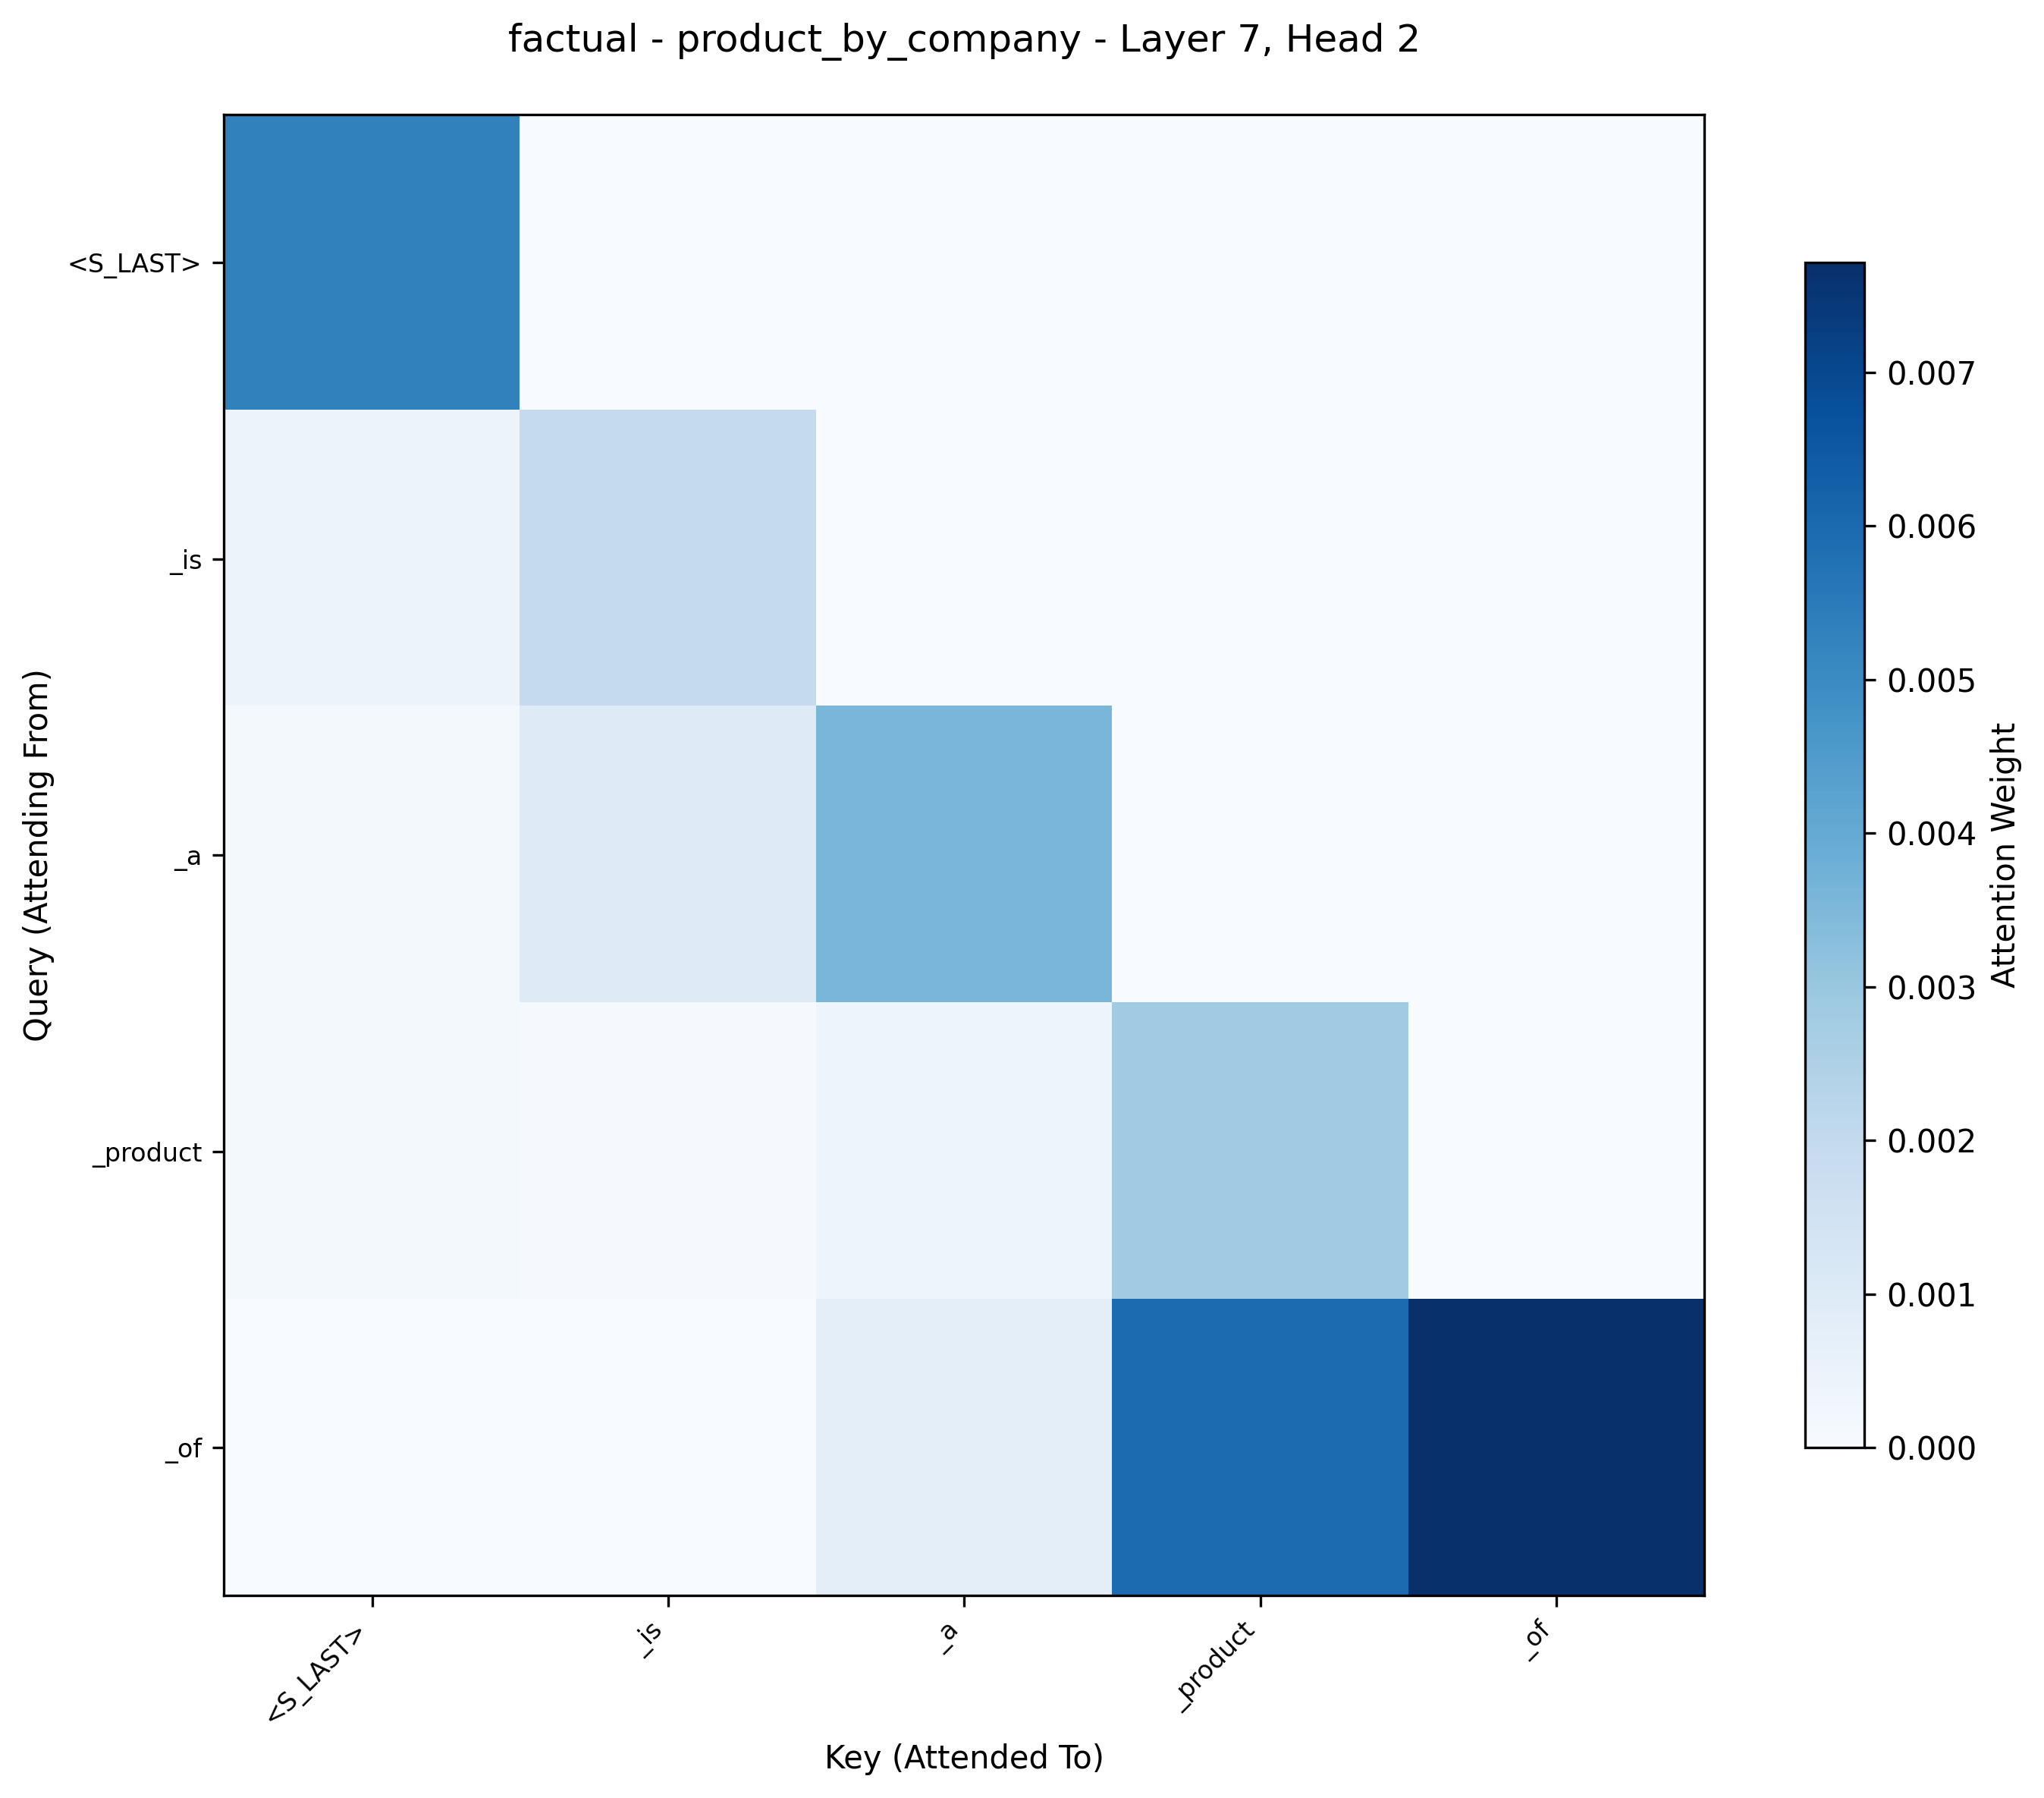 factual - product_by_company - Layer 7, Head 2
Query (Attending From)
<S_LAST>
_is
_a
_product
_of
<S_LAST>
_is
_a
_product
_of
Key (Attended To)
0.007
0.006
0.005
0.004
0.003
0.002
0.001
0.000
Attention Weight